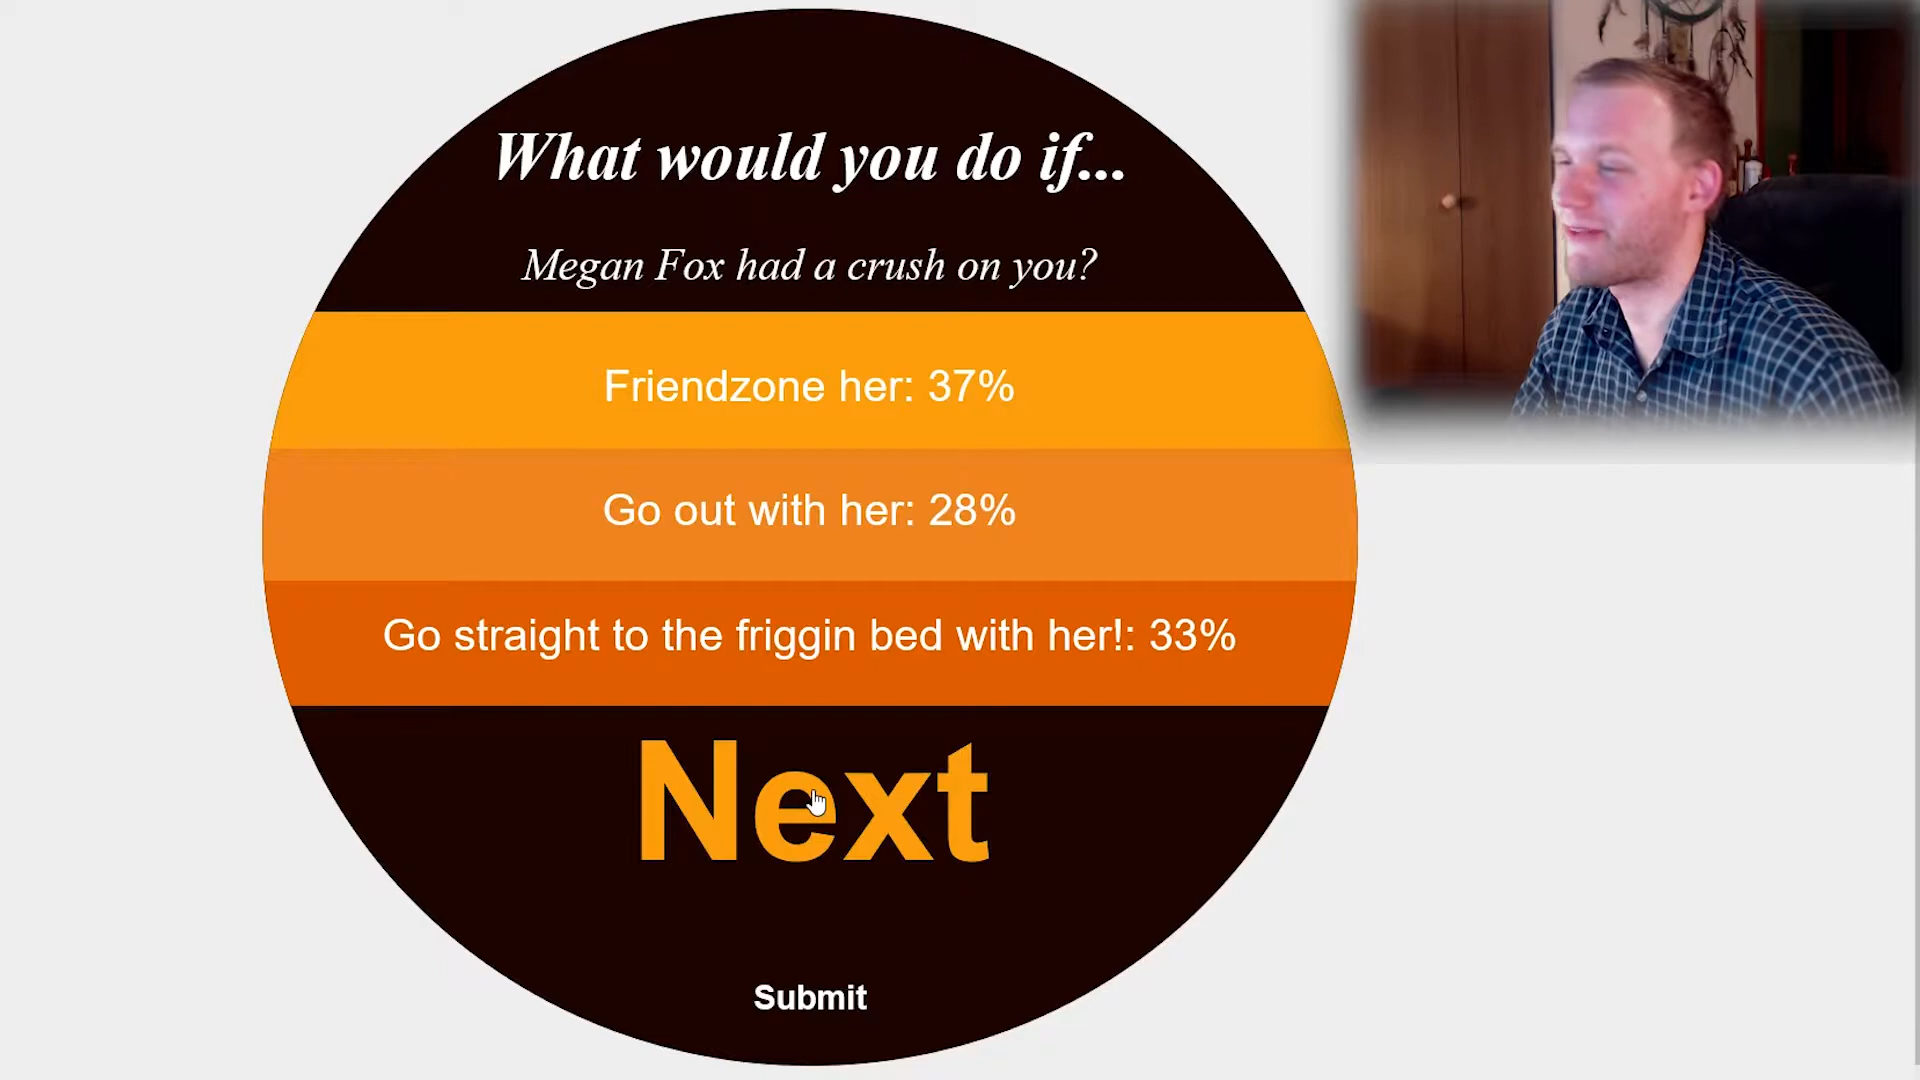 What would you do if...
Megan Fox had a crush on you?
Friendzone her: 37%
Go out with her: 28%
Go straight to the friggin bed with her!: 33%
Next
Submit